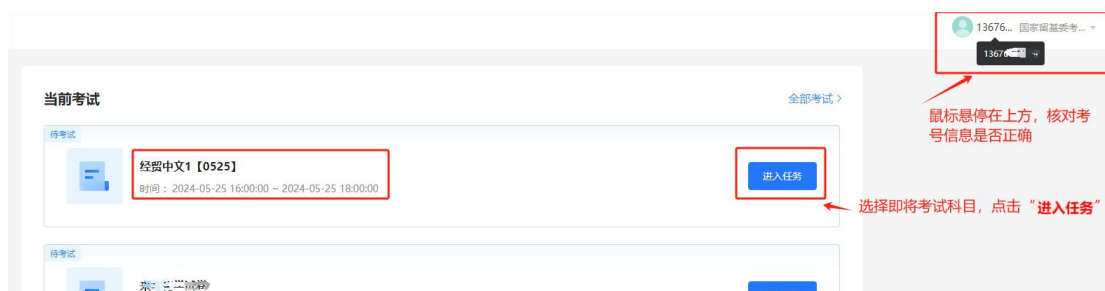 13676... 国家留基委考...
13676
当前考试
全部考试 >
鼠标悬停在上方，核对考
号信息是否正确
待考试
经贸中文1【0525】
时间： 2024-05-25 16:00:00 ~ 2024-05-25 18:00:00
进入任务
选择即将考试科目，点击“进入任务”
待考试